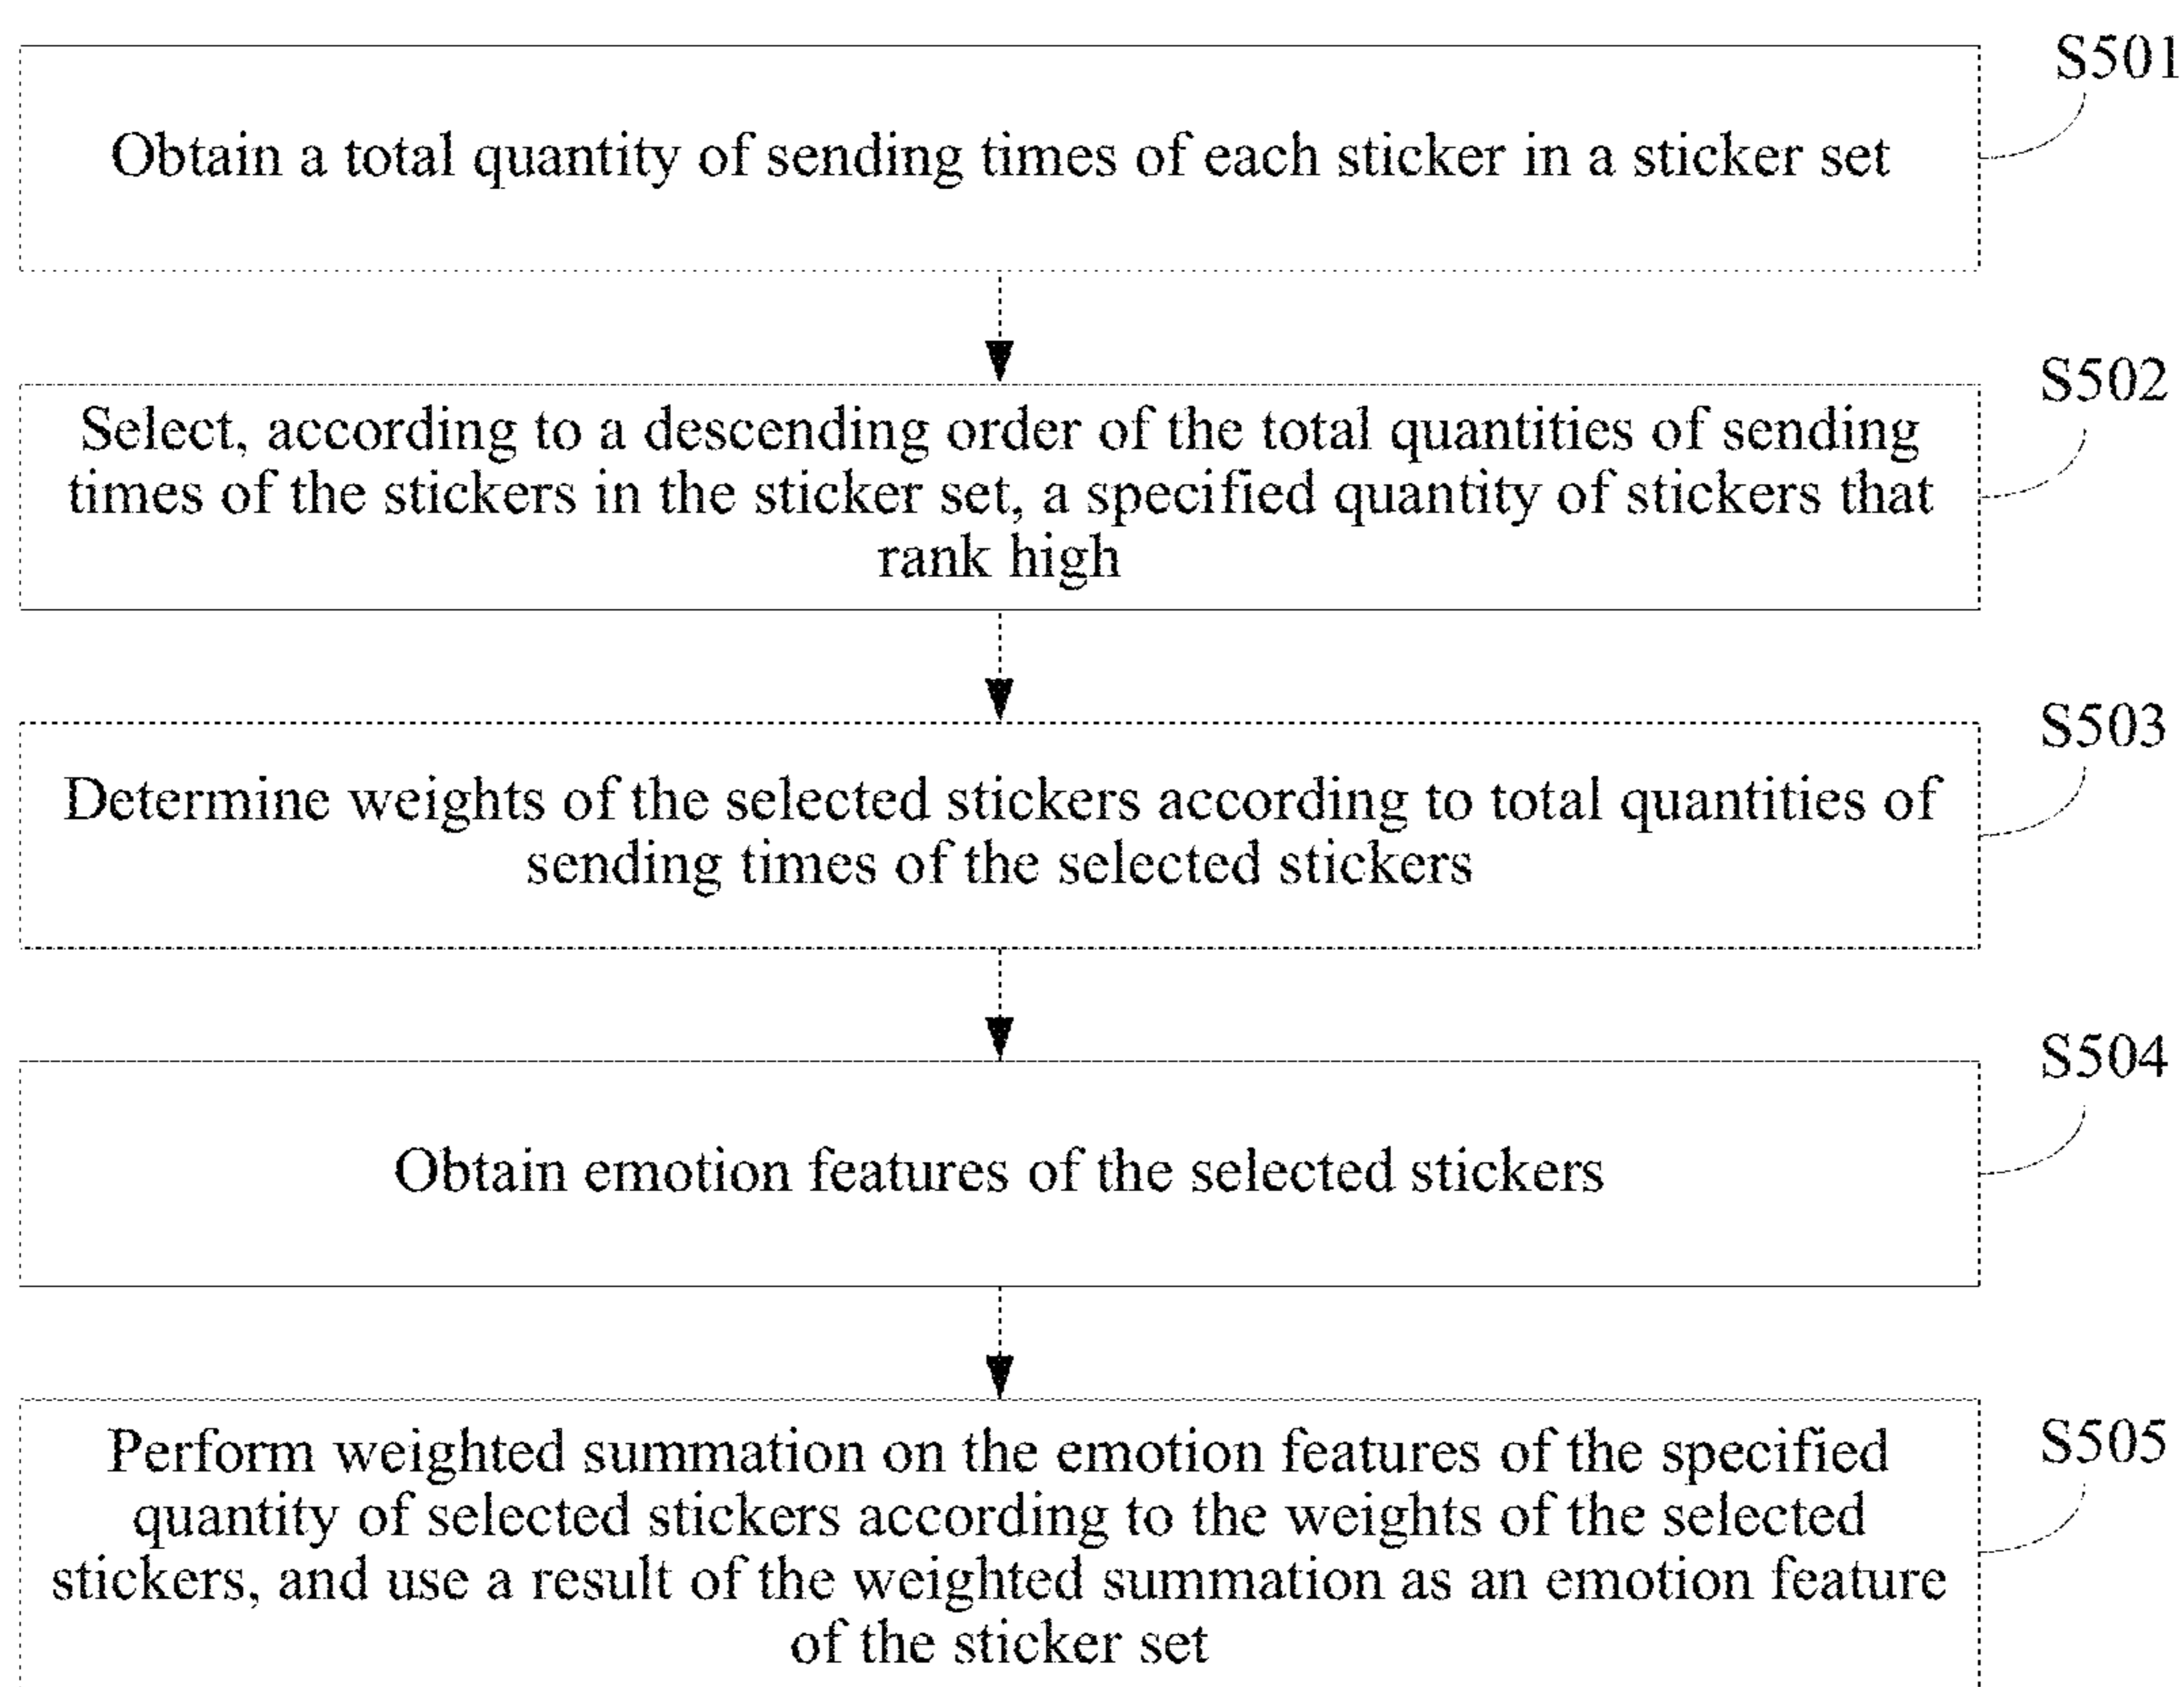 S501
Obtain a total quantity of sending times of each sticker in a sticker set
S502
Select, according to a descending order of the total quantities of sending
times of the stickers in the sticker set, a specified quantity of stickers that
rank high
S503
Determine weights of the selected stickers according to total quantities of
sending times of the selected stickers
S504
Obtain emotion features of the selected stickers
S505
Perform weighted summation on the emotion features of the specified
quantity of selected stickers according to the weights of the selected
stickers, and use a result of the weighted summation as an emotion feature
of the sticker set